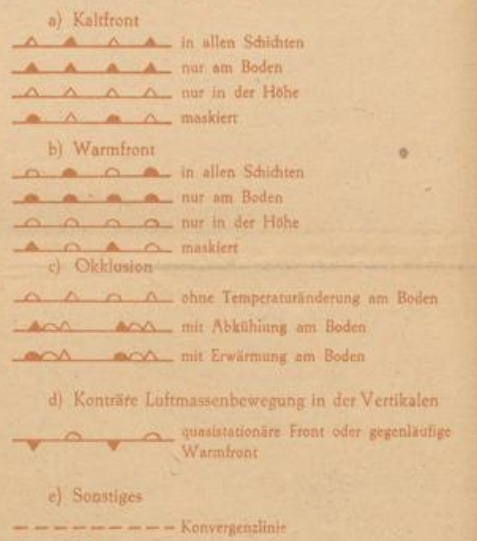 a) Kaltfront
in allen Schichten
nur am Boden
nur in der Höhe
maskiert
b) Warmfront
in allen Schichten
nur am Boden
nur in der Höhe
maskiert
c) Okklusion
ohne Temperaturänderung am Boden
mit Abkühlung am Boden
mit Erwärmung am Boden
d) Konträre Luftmassenbewegung in der Vertikalen
quasistationäre Front oder gegenläufige
Warmfront
e) Sonstiges
Konvergenzlinie